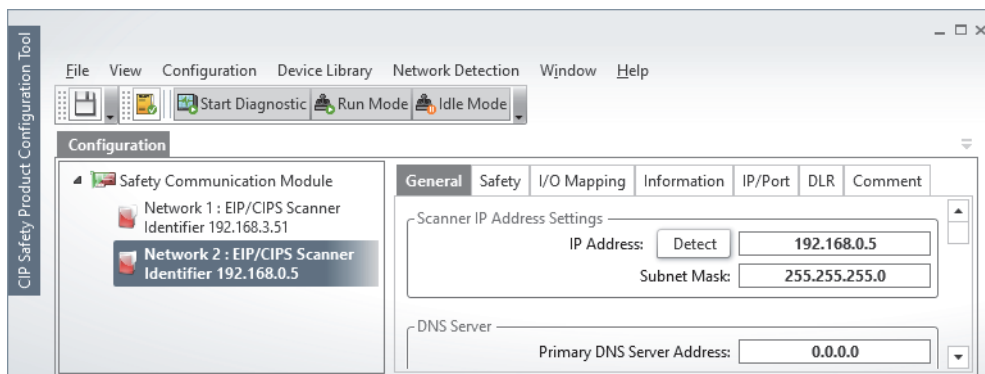 CIP Safety Product Configuration Tool
File View Configuration Device Library Network Detection Window Help
Start Diagnostic Run Mode Idle Mode
Configuration
Safety Communication Module
Network 1 : EIP/CIPS Scanner
Identifier 192.168.3.51
Network 2 : EIP/CIPS Scanner
Identifier 192.168.0.5
General Safety I/O Mapping Information IP/Port DLR Comment
Scanner IP Address Settings
IP Address: Detect 192.168.0.5
Subnet Mask: 255.255.255.0
DNS Server
Primary DNS Server Address: 0.0.0.0